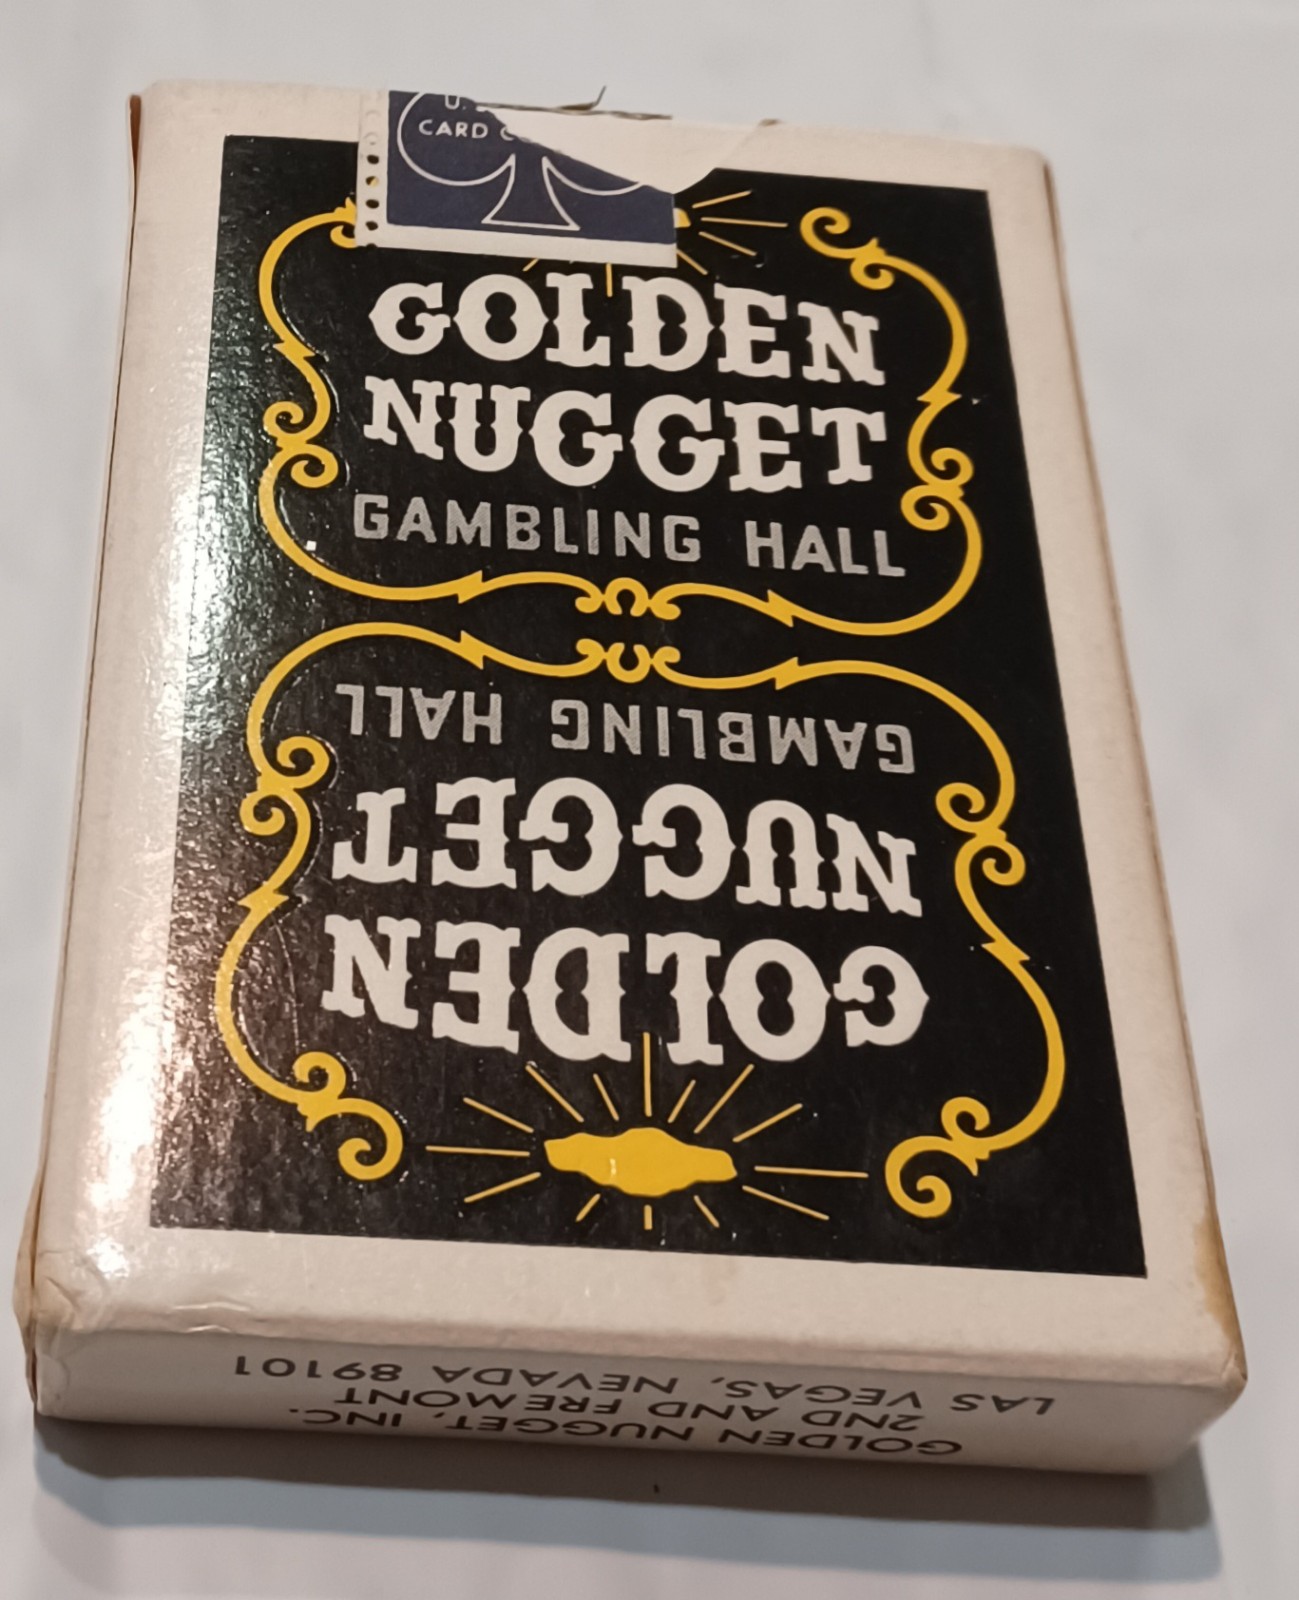 U.
CARD
GOLDEN
NUGGET
GAMBLING HALL
GAMBLING HALL
NUGGET
GOLDEN
GOLDEN NUGGET, INC.
2ND AND FREMONT
LAS VEGAS, NEVADA 89101